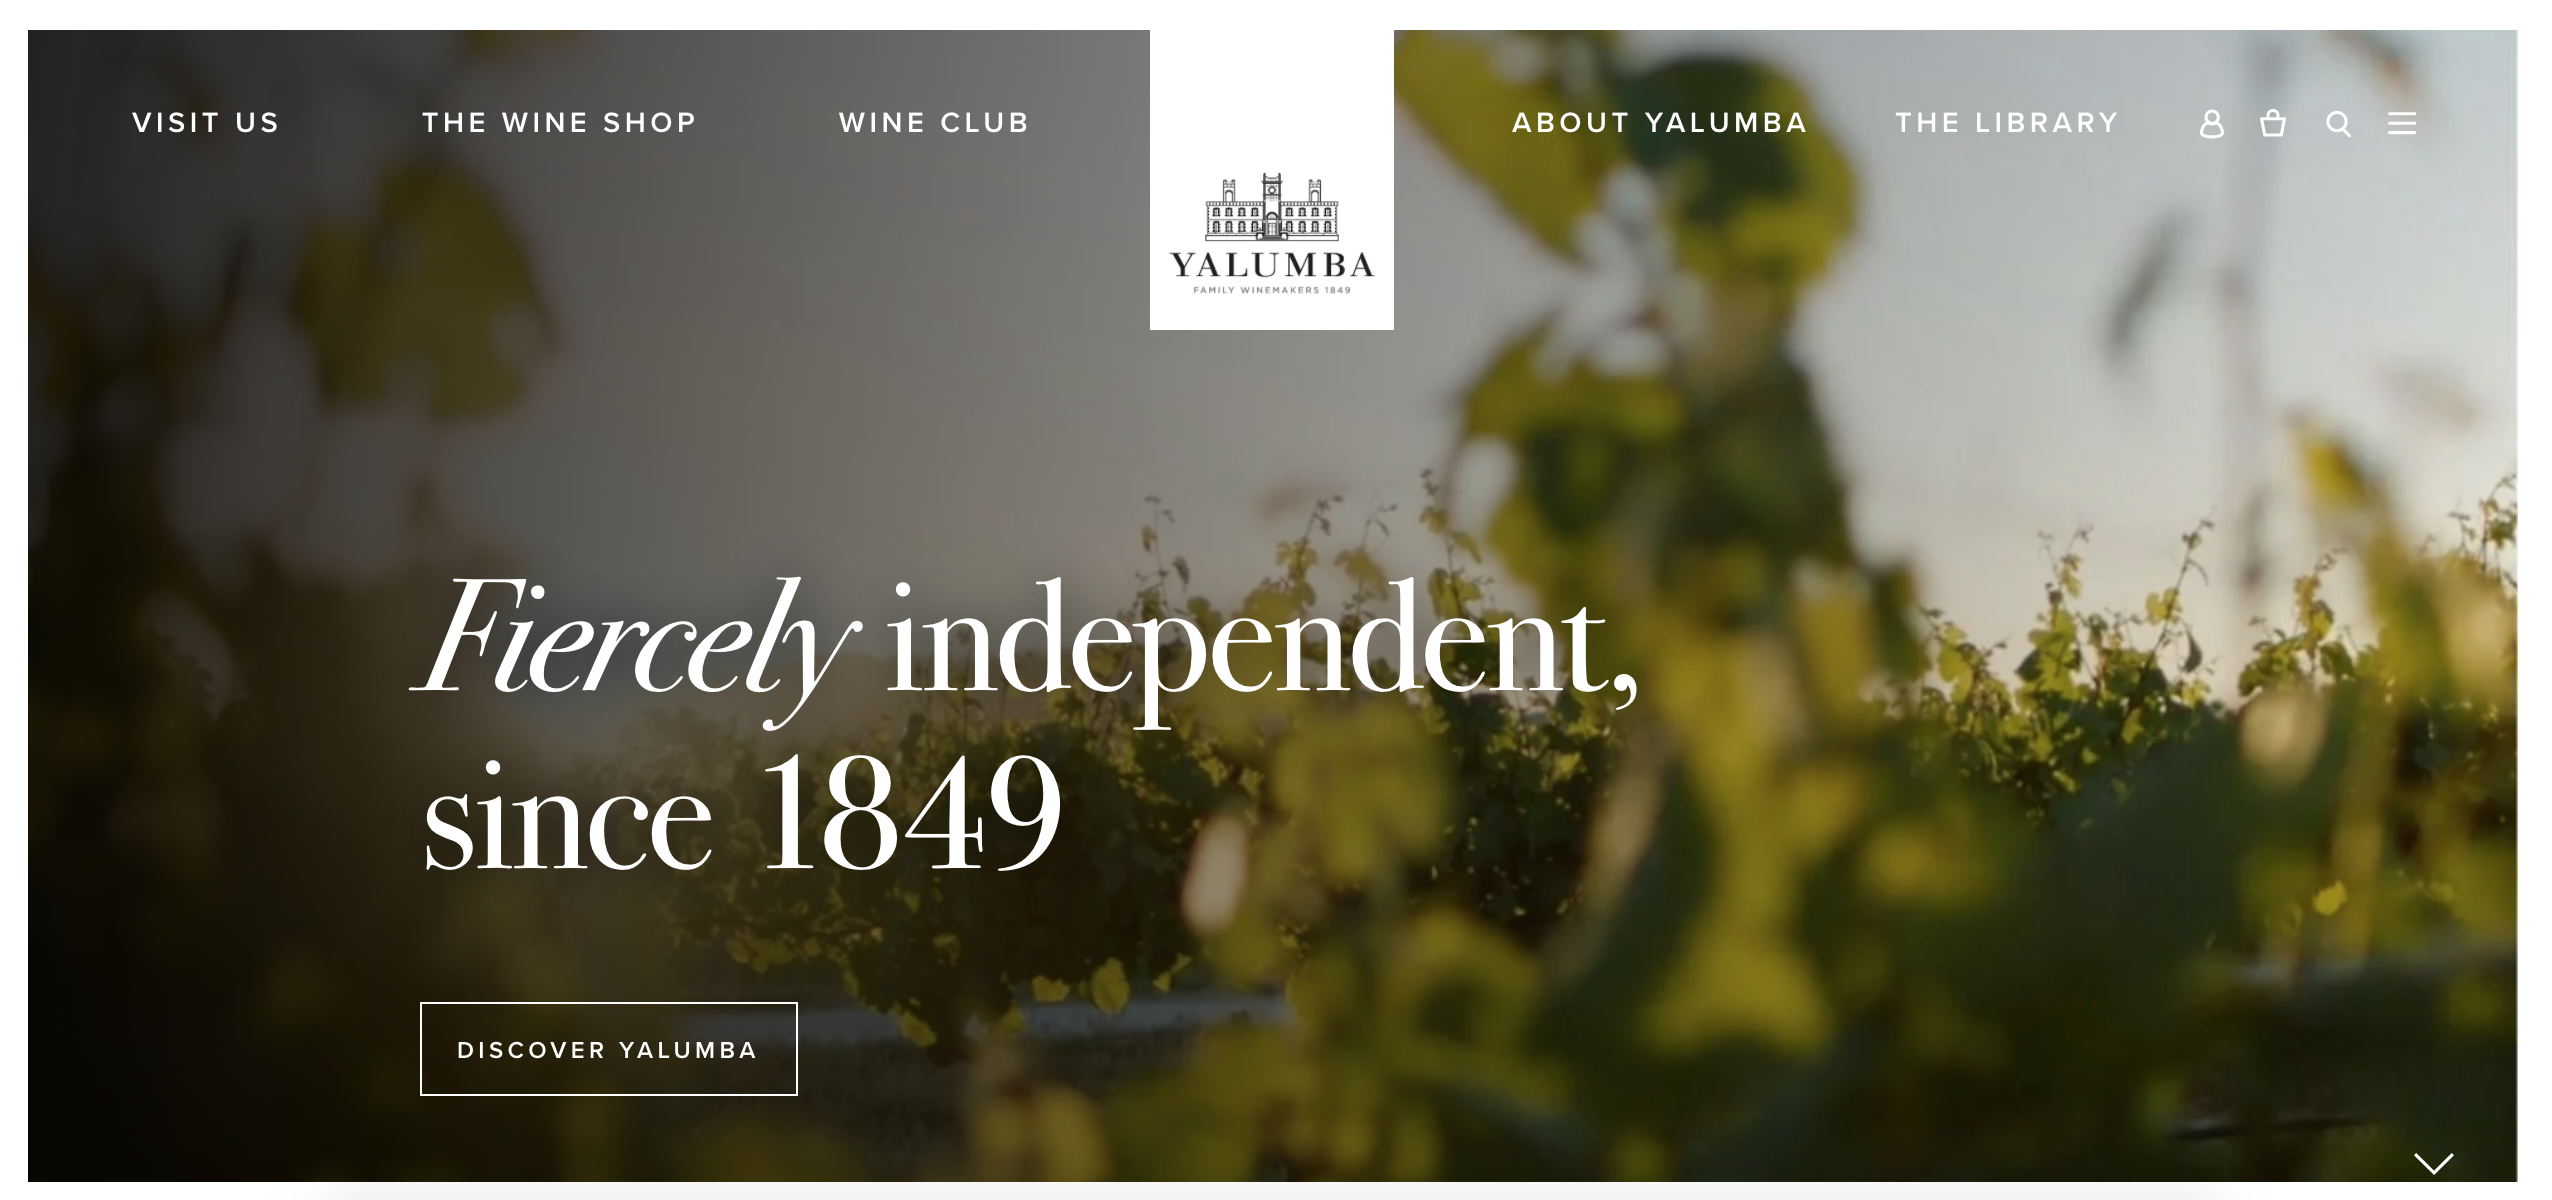 VISIT US
THE WINE SHOP
WINE CLUB
YALUMBA
FAMILY WINEMAKERS 1849
ABOUT YALUMBA
THE LIBRARY
Fiercely independent,
since 1849
DISCOVER YALUMBA